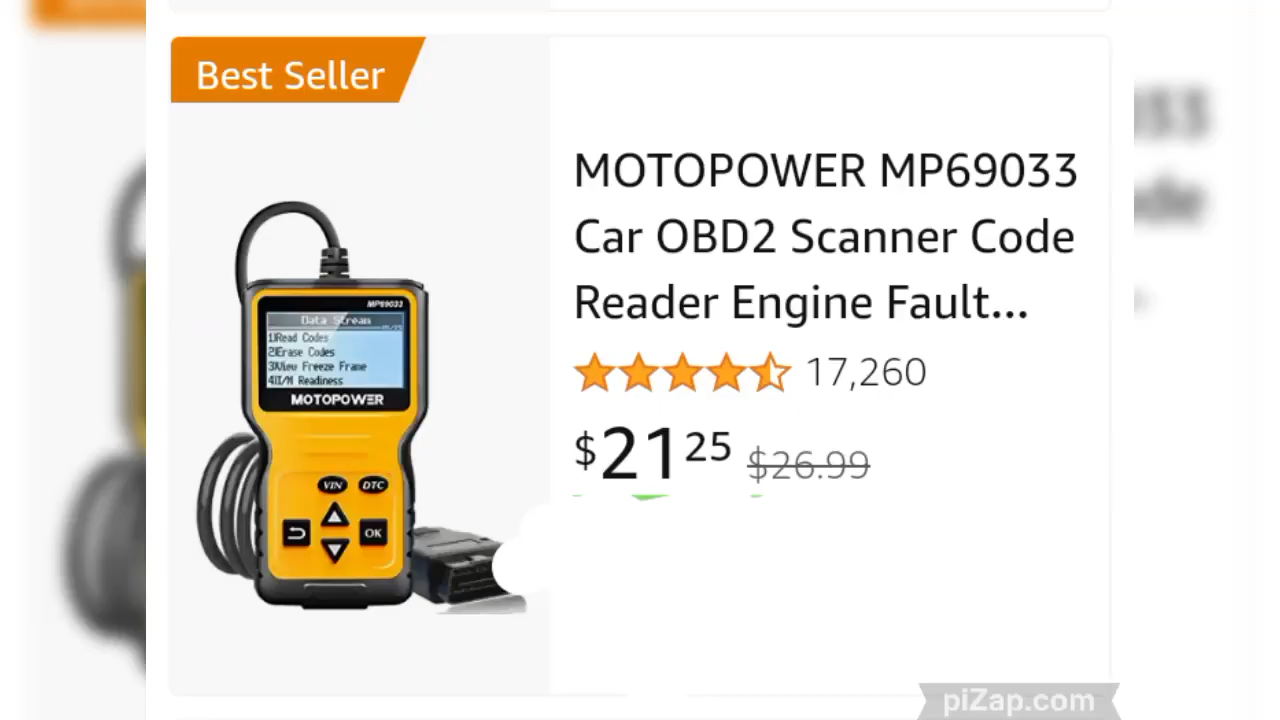 Best Seller
MOTOPOWER MP69033
Car OBD2 Scanner Code
Reader Engine Fault...
17,260
$21 25 $26.99
MP69033
Data Stream
1)Read Codes
2)Erase Codes
3)View Freeze Frame
4)I/M Readiness
MOTOPOWER
VIN DTC
OK
piZap.com